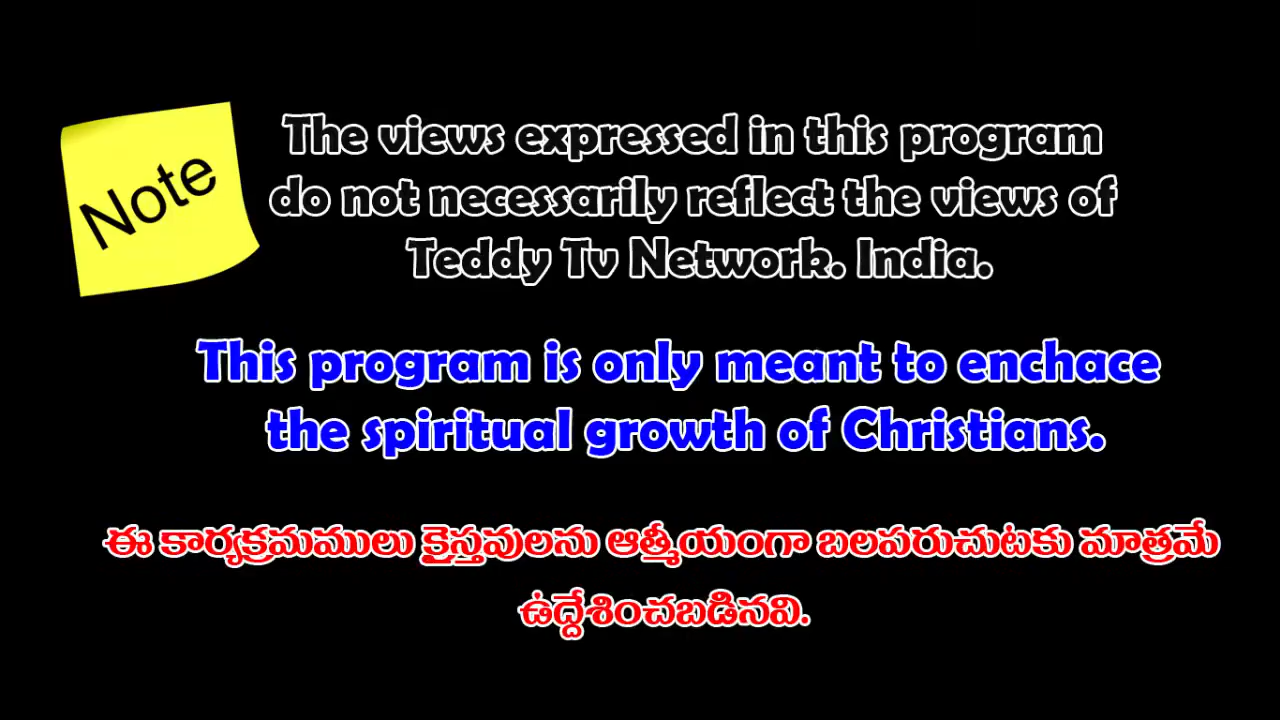 Note
The views expressed in this program
do not necessarily reflect the views of
Teddy Tv Network. India.
This program is only meant to enchace
the spiritual growth of Christians.
ఈ కార్యక్రమములు క్రైస్తవులను ఆత్మీయంగా బలపరుచుటకు మాత్రమే
ఉద్దేశించబడినవి.